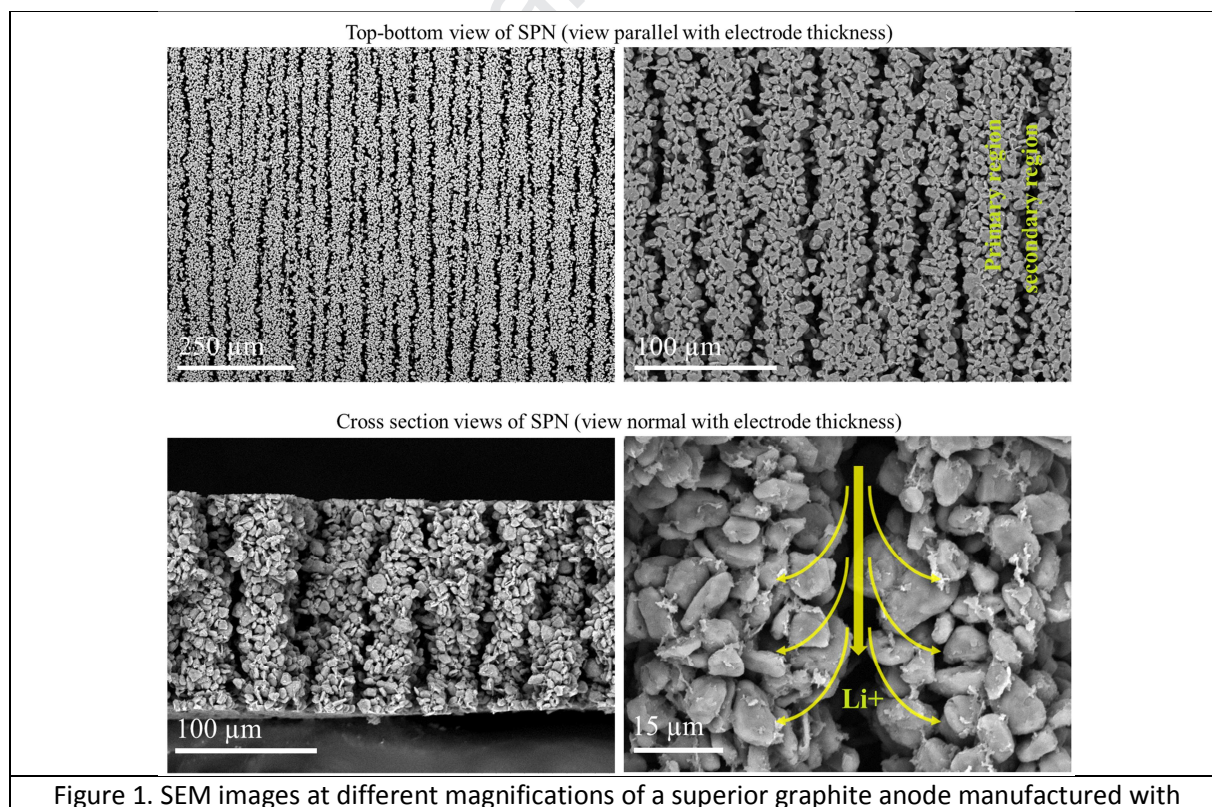 Top-bottom view of SPN (view parallel with electrode thickness)
250 µm
100 µm
Primary region
secondary region
Cross section views of SPN (view normal with electrode thickness)
100 µm
15 µm
Li+
Figure 1. SEM images at different magnifications of a superior graphite anode manufactured with